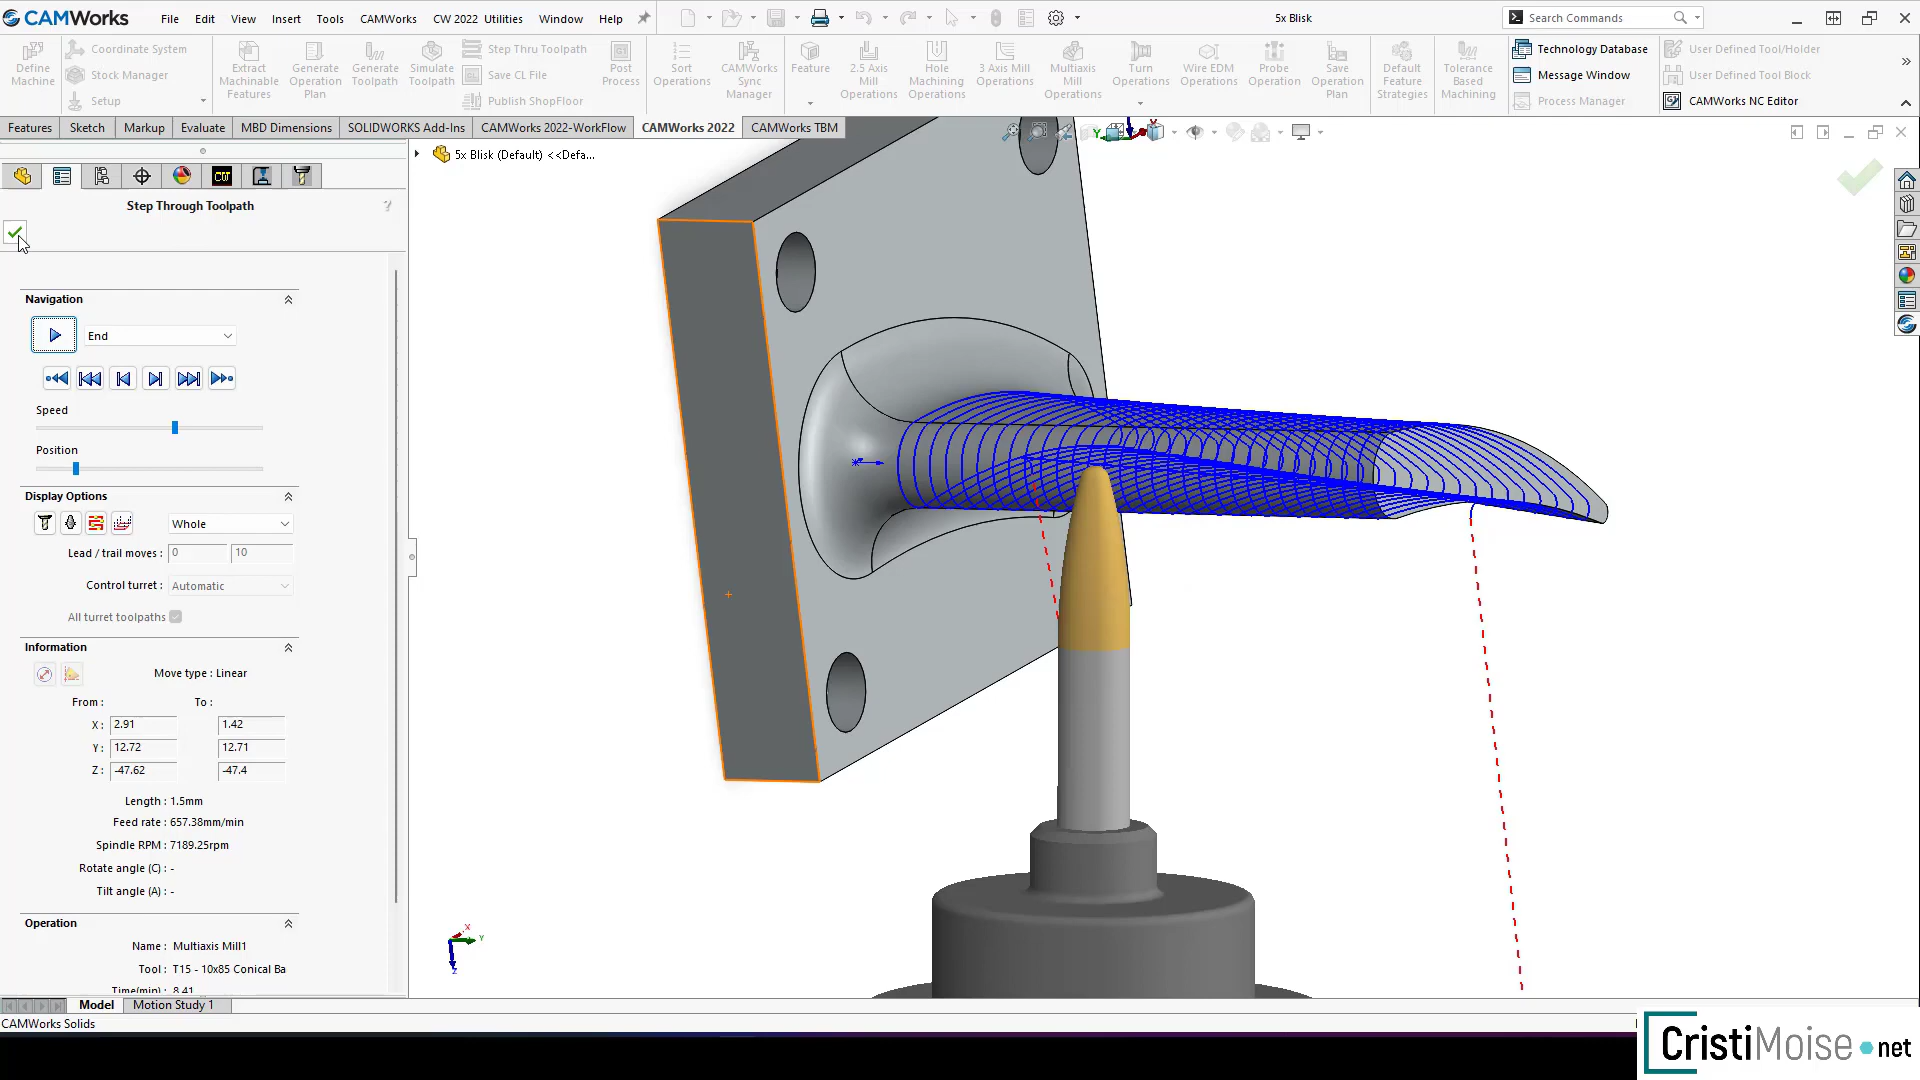 CAMWorks
File Edit View Insert Tools CAMWorks CW 2022 Utilities Window Help
5x Blisk
Search Commands
Define Machine
Coordinate System
Stock Manager
Setup
Extract Machinable Features
Generate Operation Plan
Generate Toolpath
Simulate Toolpath
Step Thru Toolpath
Save CL File
Publish ShopFloor
Post Process
Sort Operations
CAMWorks Sync Manager
Feature
2.5 Axis Mill Operations
Hole Machining Operations
3 Axis Mill Operations
Multiaxis Mill Operations
Turn Operations
Wire EDM Operations
Probe Operation
Save Operation Plan
Default Feature Strategies
Tolerance Based Machining
Technology Database
Message Window
Process Manager
User Defined Tool/Holder
User Defined Tool Block
CAMWorks NC Editor
Features Sketch Markup Evaluate MBD Dimensions SOLIDWORKS Add-Ins CAMWorks 2022-WorkFlow CAMWorks 2022 CAMWorks TBM
5x Blisk (Default) <<Defa...
Step Through Toolpath
Navigation
End
Speed
Position
Display Options
Whole
Lead / trail moves : 0 10
Control turret : Automatic
All turret toolpaths
Information
Move type : Linear
From : To :
X : 2.91 1.42
Y : 12.72 12.71
Z : -47.62 -47.4
Length : 1.5mm
Feed rate : 657.38mm/min
Spindle RPM : 7189.25rpm
Rotate angle (C) : -
Tilt angle (A) : -
Operation
Name : Multiaxis Mill1
Tool : T15 - 10x85 Conical Ba
Time(min) : 8.41
X
Y
Z
Model Motion Study 1
CAMWorks Solids
CristiMoise.net